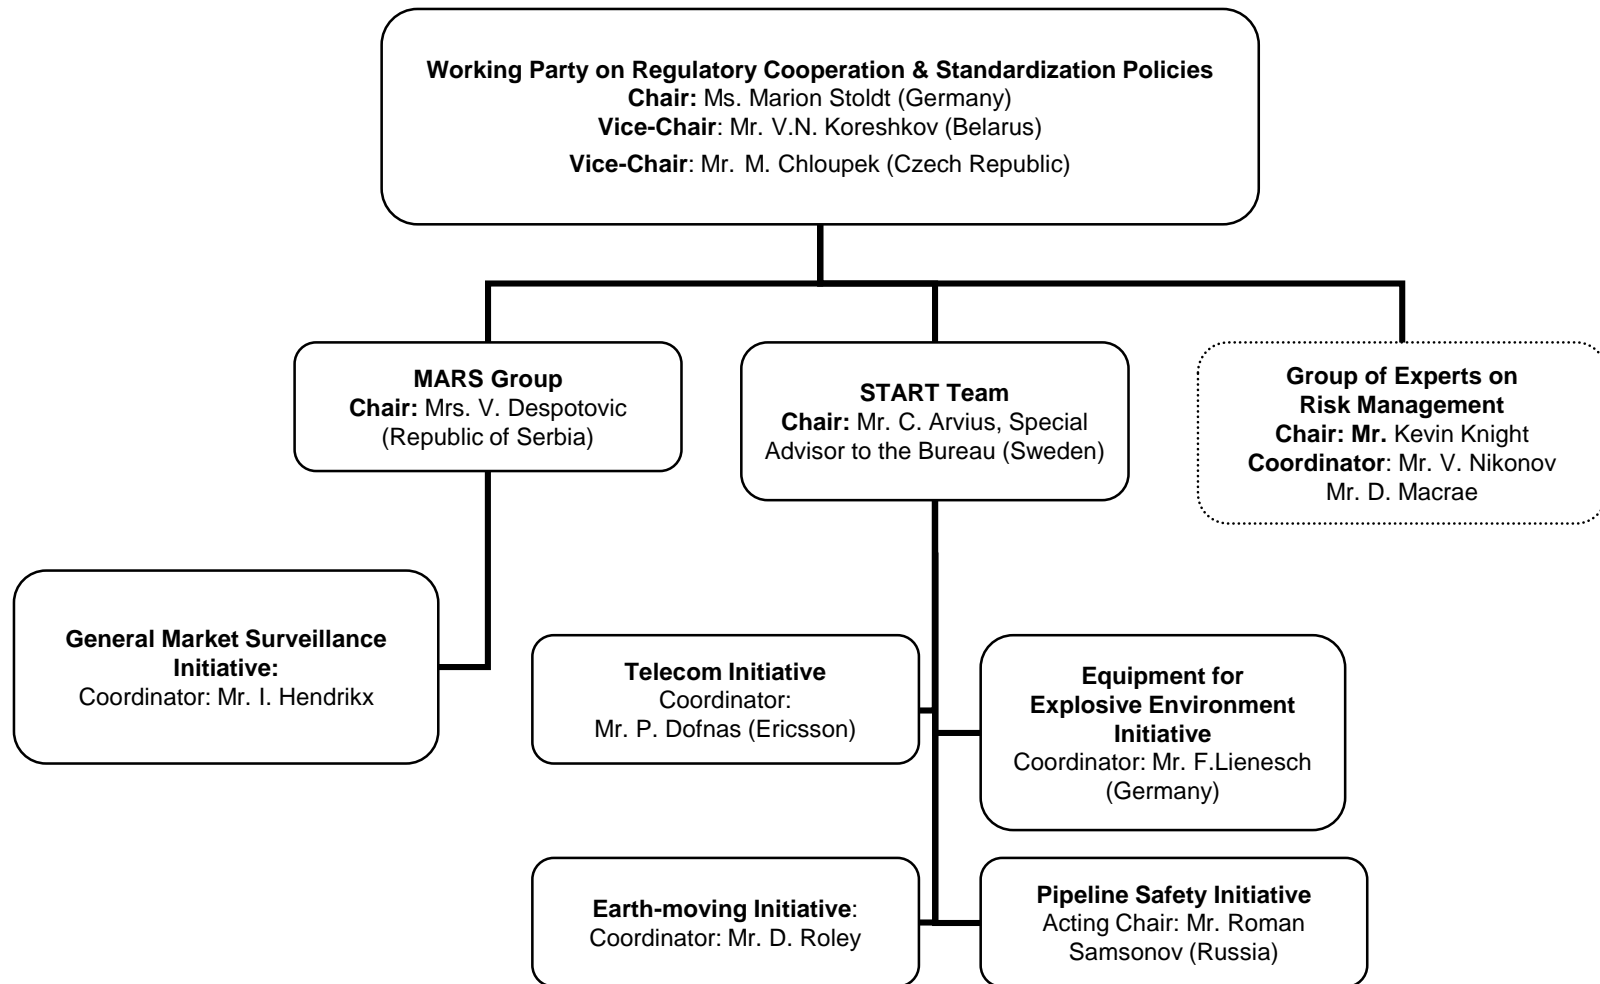 Working Party on Regulatory Cooperation & Standardization Policies
Chair: Ms. Marion Stoldt (Germany)
Vice-Chair: Mr. V.N. Koreshkov (Belarus)
Vice-Chair: Mr. M. Chloupek (Czech Republic)
MARS Group
Chair: Mrs. V. Despotovic
(Republic of Serbia)
START Team
Chair: Mr. C. Arvius, Special
Advisor to the Bureau (Sweden)
Group of Experts on
Risk Management
Chair: Mr. Kevin Knight
Coordinator: Mr. V. Nikonov
Mr. D. Macrae
General Market Surveillance
Initiative:
Coordinator: Mr. I. Hendrikx
Telecom Initiative
Coordinator:
Mr. P. Dofnas (Ericsson)
Equipment for
Explosive Environment
Initiative
Coordinator: Mr. F.Lienesch
(Germany)
Earth-moving Initiative:
Coordinator: Mr. D. Roley
Pipeline Safety Initiative
Acting Chair: Mr. Roman
Samsonov (Russia)